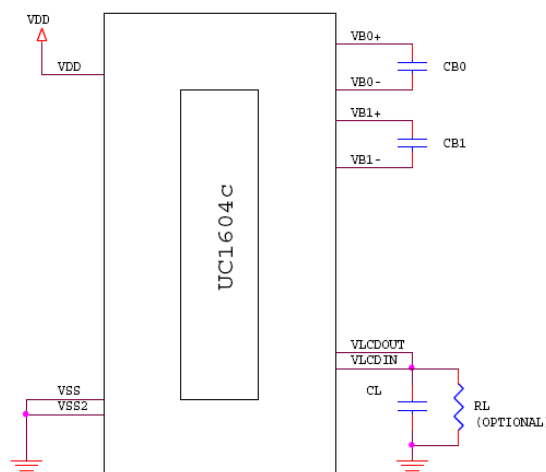 VDD
VDD
VB0+
CB0
VB0-
VB1+
CB1
VB1-
UC1604c
VLCDOUT
VLCDIN
VSS
CL
VSS2
RL
(OPTIONAL)